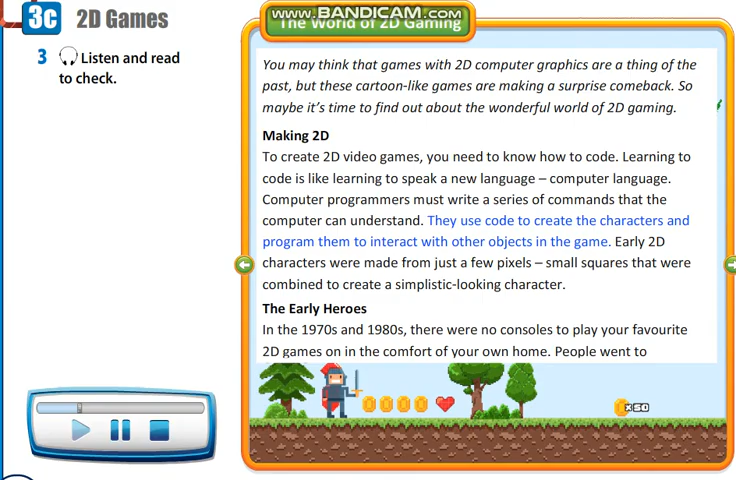 3c 2D Games
3 Listen and read
to check.
www.BANDICAM.com
The World of 2D Gaming
You may think that games with 2D computer graphics are a thing of the
past, but these cartoon-like games are making a surprise comeback. So
maybe it's time to find out about the wonderful world of 2D gaming.
Making 2D
To create 2D video games, you need to know how to code. Learning to
code is like learning to speak a new language – computer language.
Computer programmers must write a series of commands that the
computer can understand. They use code to create the characters and
program them to interact with other objects in the game. Early 2D
characters were made from just a few pixels – small squares that were
combined to create a simplistic-looking character.
The Early Heroes
In the 1970s and 1980s, there were no consoles to play your favourite
2D games on in the comfort of your own home. People went to
x50